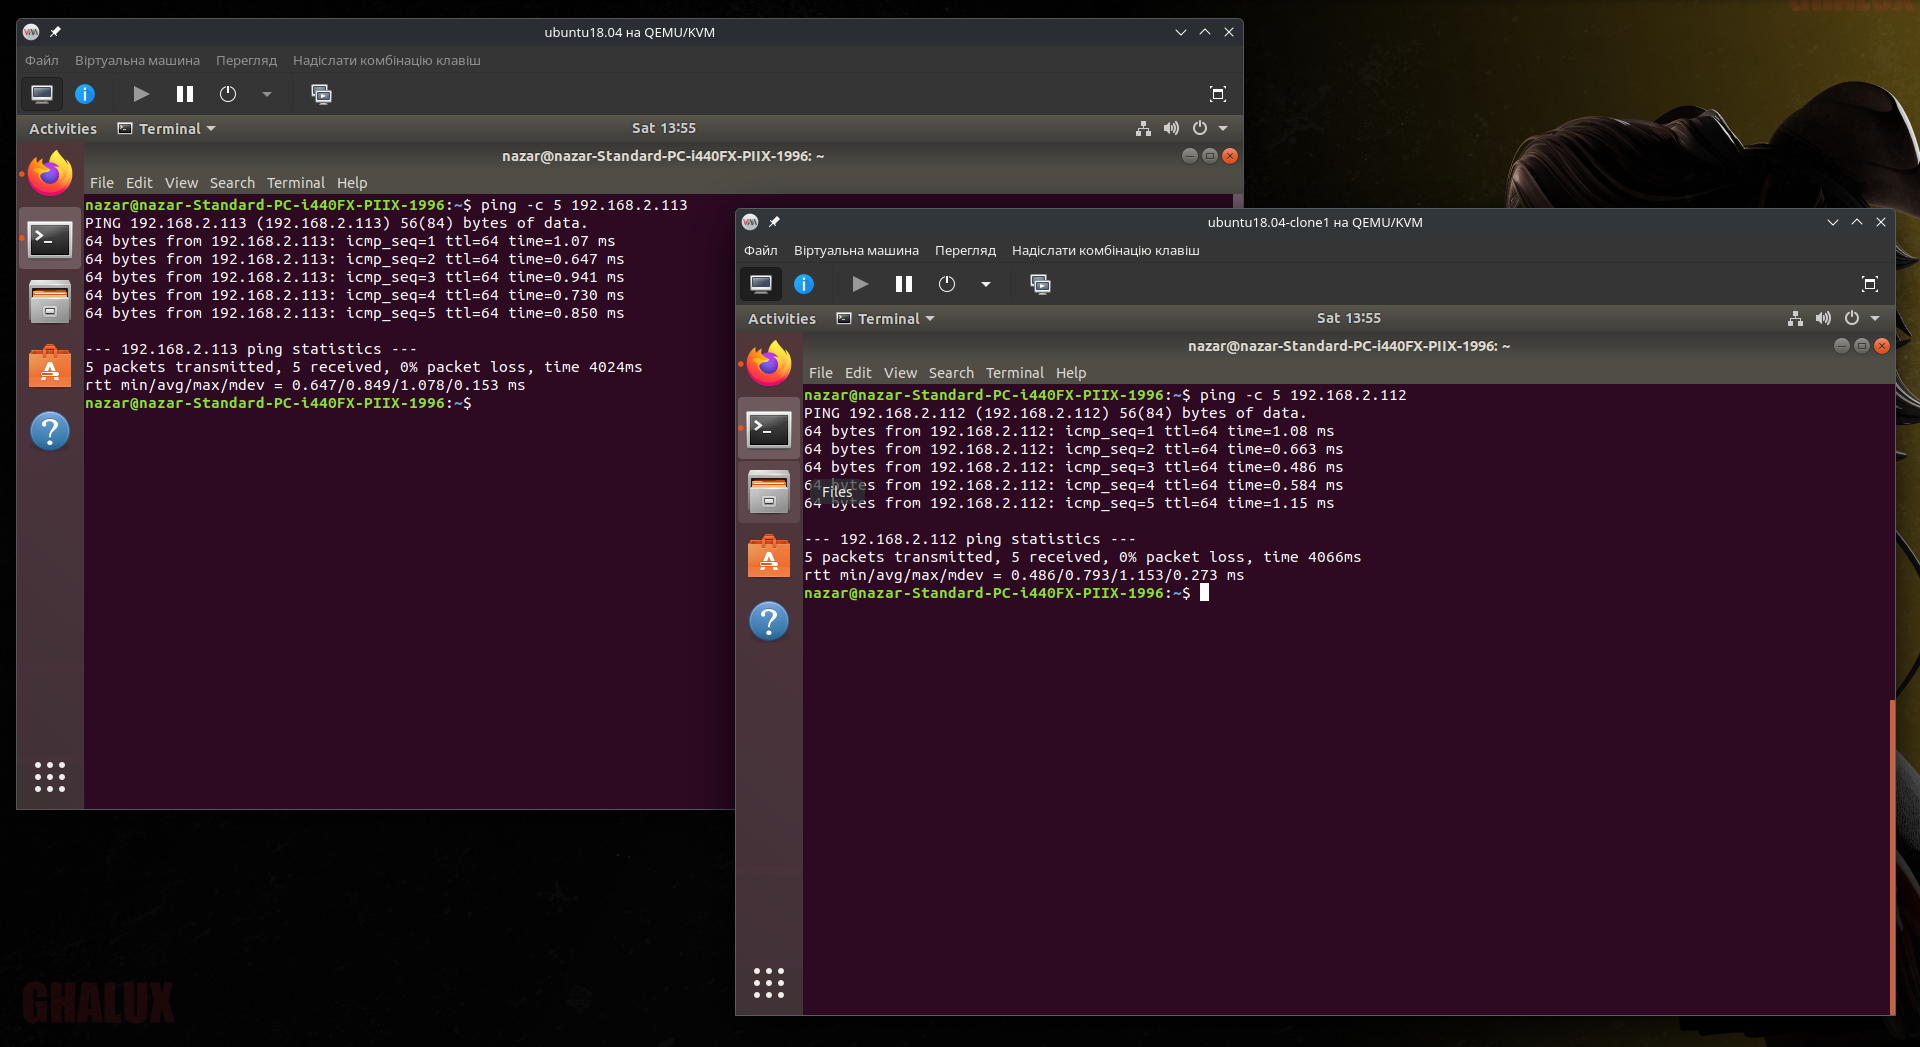 ubuntu18.04 на QEMU/KVM
Файл Віртуальна машина Перегляд Надіслати комбінацію клавіш
Activities Terminal Sat 13:55
nazar@nazar-Standard-PC-i440FX-PIIX-1996: ~
File Edit View Search Terminal Help
nazar@nazar-Standard-PC-i440FX-PIIX-1996:~$ ping -c 5 192.168.2.113
PING 192.168.2.113 (192.168.2.113) 56(84) bytes of data.
64 bytes from 192.168.2.113: icmp_seq=1 ttl=64 time=1.07 ms
64 bytes from 192.168.2.113: icmp_seq=2 ttl=64 time=0.647 ms
64 bytes from 192.168.2.113: icmp_seq=3 ttl=64 time=0.941 ms
64 bytes from 192.168.2.113: icmp_seq=4 ttl=64 time=0.730 ms
64 bytes from 192.168.2.113: icmp_seq=5 ttl=64 time=0.850 ms
--- 192.168.2.113 ping statistics ---
5 packets transmitted, 5 received, 0% packet loss, time 4024ms
rtt min/avg/max/mdev = 0.647/0.849/1.078/0.153 ms
nazar@nazar-Standard-PC-i440FX-PIIX-1996:~$
ubuntu18.04-clone1 на QEMU/KVM
Файл Віртуальна машина Перегляд Надіслати комбінацію клавіш
Activities Terminal Sat 13:55
nazar@nazar-Standard-PC-i440FX-PIIX-1996: ~
File Edit View Search Terminal Help
nazar@nazar-Standard-PC-i440FX-PIIX-1996:~$ ping -c 5 192.168.2.112
PING 192.168.2.112 (192.168.2.112) 56(84) bytes of data.
64 bytes from 192.168.2.112: icmp_seq=1 ttl=64 time=1.08 ms
64 bytes from 192.168.2.112: icmp_seq=2 ttl=64 time=0.663 ms
64 bytes from 192.168.2.112: icmp_seq=3 ttl=64 time=0.486 ms
64 bytes from 192.168.2.112: icmp_seq=4 ttl=64 time=0.584 ms
Files
64 bytes from 192.168.2.112: icmp_seq=5 ttl=64 time=1.15 ms
--- 192.168.2.112 ping statistics ---
5 packets transmitted, 5 received, 0% packet loss, time 4066ms
rtt min/avg/max/mdev = 0.486/0.793/1.153/0.273 ms
nazar@nazar-Standard-PC-i440FX-PIIX-1996:~$
GHALUX